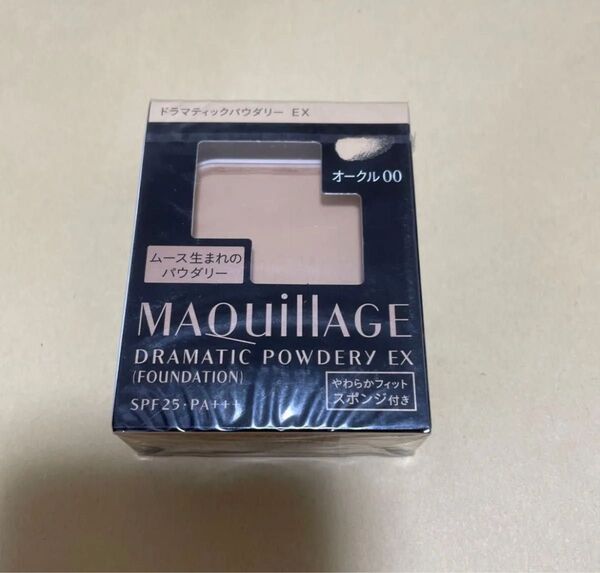 ドラマティックパウダリー EX
オークル00
ムース生まれの
パウダリー
MAQuillAGE
DRAMATIC POWDERY EX
(FOUNDATION)
SPF25・PA+++
やわらかフィット
スポンジ付き